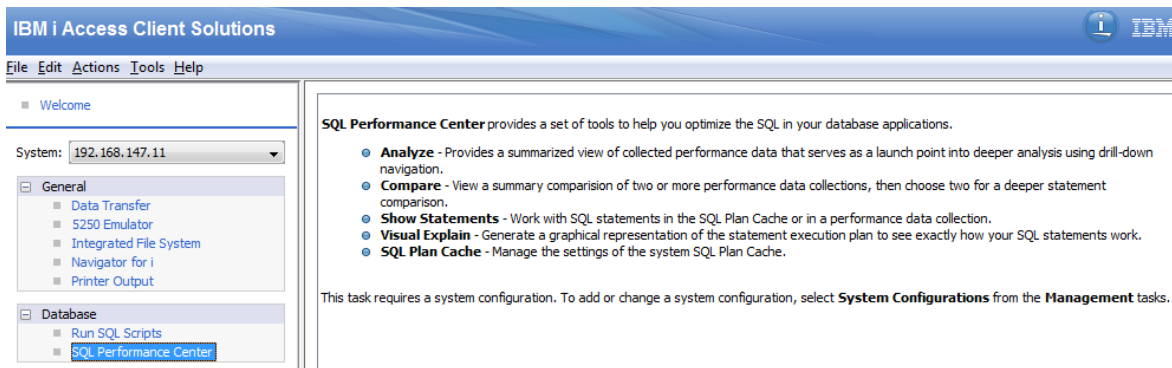 IBM i Access Client Solutions
i IBM
File Edit Actions Tools Help
Welcome
System: 192.168.147.11
General
Data Transfer
5250 Emulator
Integrated File System
Navigator for i
Printer Output
Database
Run SQL Scripts
SQL Performance Center
SQL Performance Center provides a set of tools to help you optimize the SQL in your database applications.
Analyze - Provides a summarized view of collected performance data that serves as a launch point into deeper analysis using drill-down
navigation.
Compare - View a summary comparision of two or more performance data collections, then choose two for a deeper statement
comparison.
Show Statements - Work with SQL statements in the SQL Plan Cache or in a performance data collection.
Visual Explain - Generate a graphical representation of the statement execution plan to see exactly how your SQL statements work.
SQL Plan Cache - Manage the settings of the system SQL Plan Cache.
This task requires a system configuration. To add or change a system configuration, select System Configurations from the Management tasks.